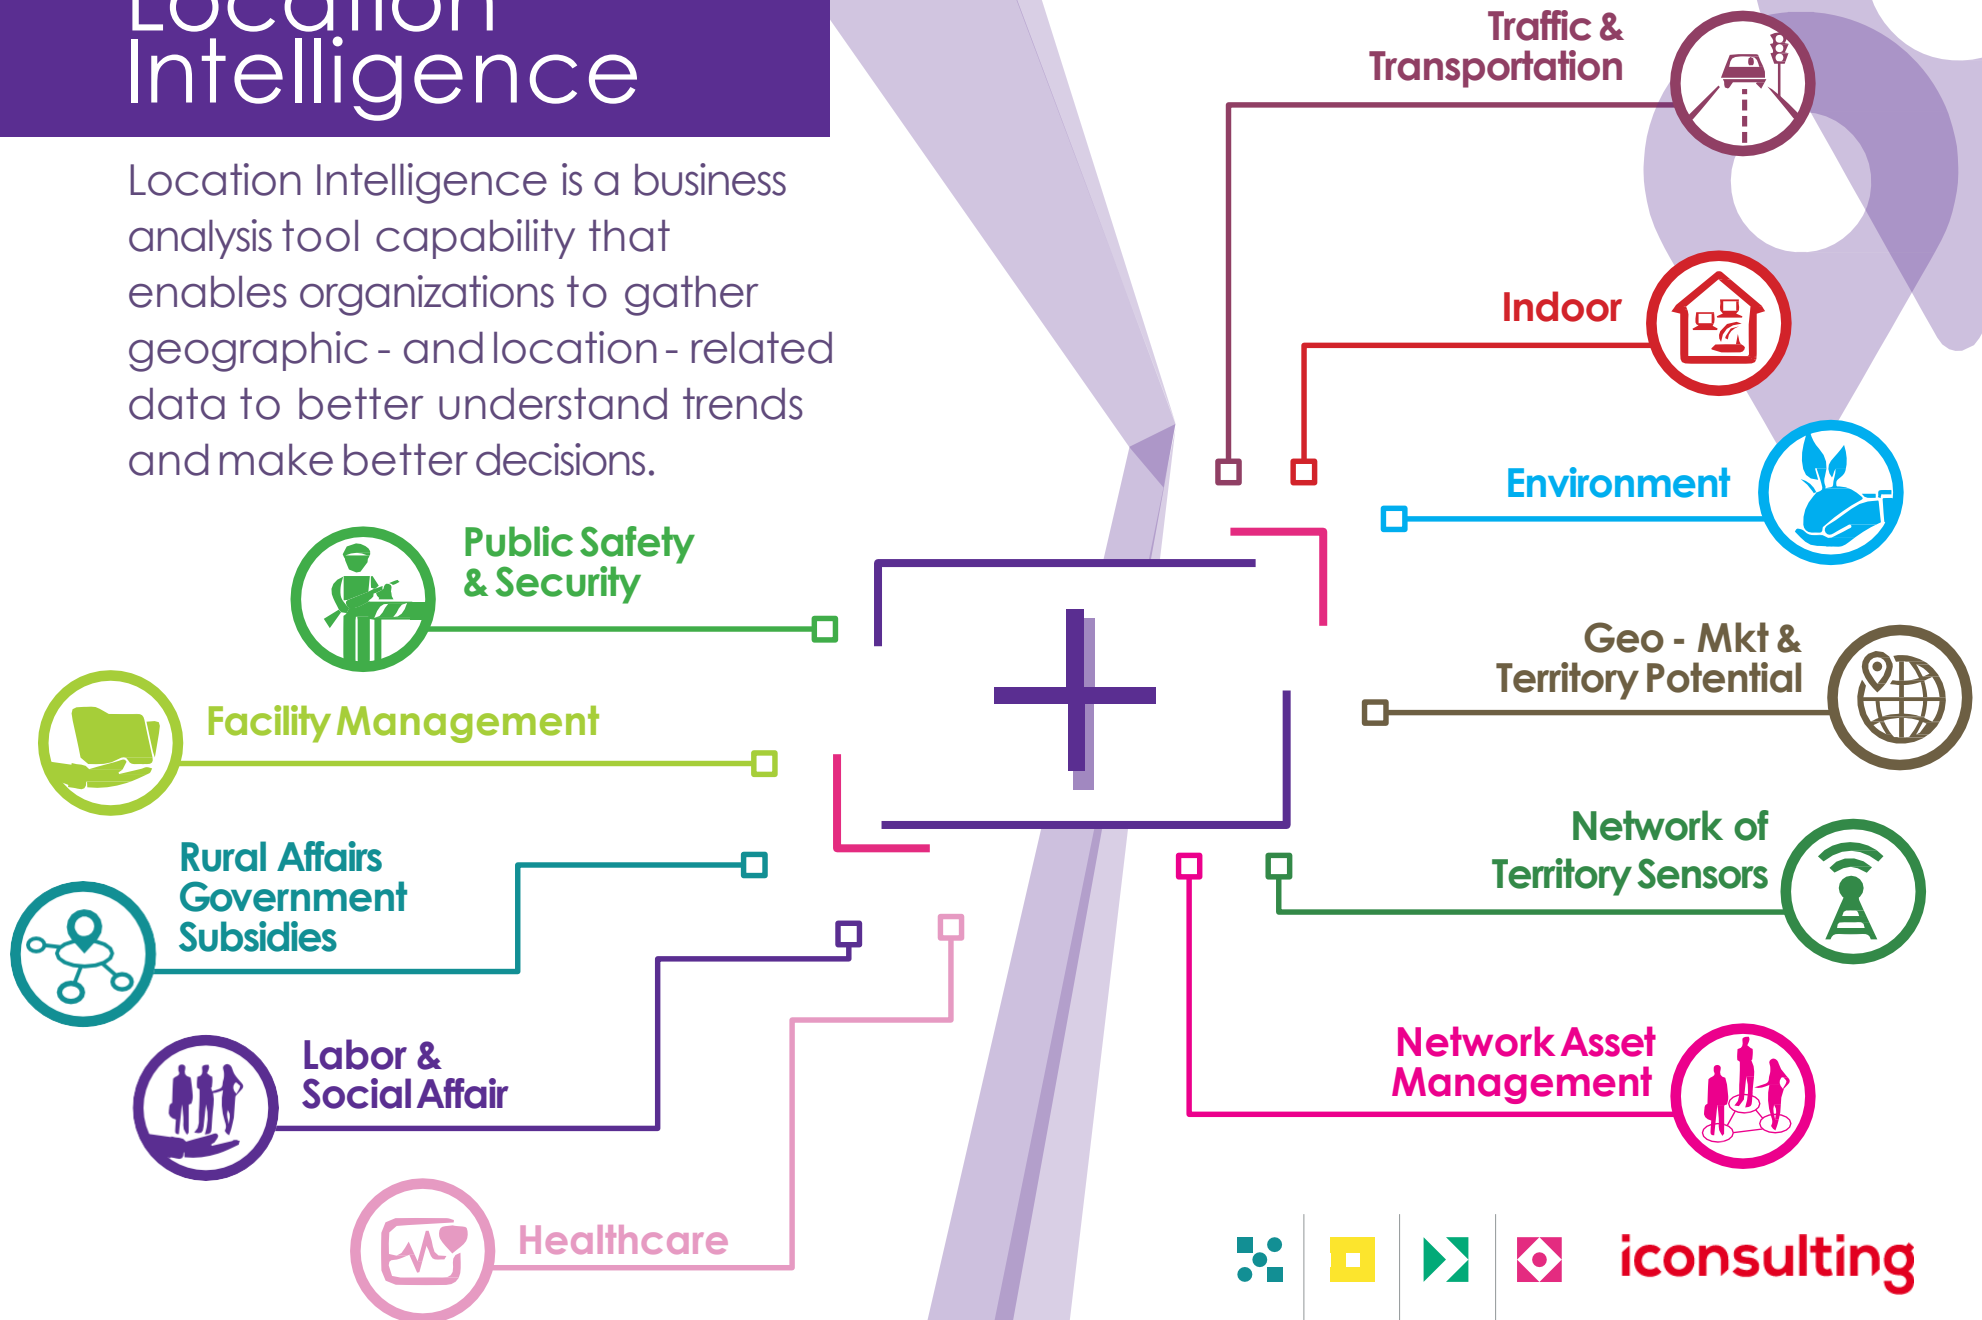 Location
Intelligence
Location Intelligence is a business
analysis tool capability that
enables organizations to gather
geographic - and location - related
data to better understand trends
and make better decisions.
Traffic &
Transportation
Indoor
Environment
Geo - Mkt &
Territory Potential
Network of
Territory Sensors
Network Asset
Management
Public Safety
& Security
Facility Management
Rural Affairs
Government
Subsidies
Labor &
Social Affair
Healthcare
iconsulting